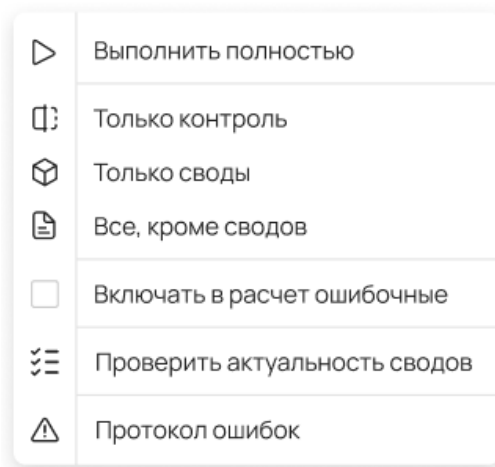 Выполнить полностью
Только контроль
Только своды
Все, кроме сводов
Включать в расчет ошибочные
Проверить актуальность сводов
Протокол ошибок